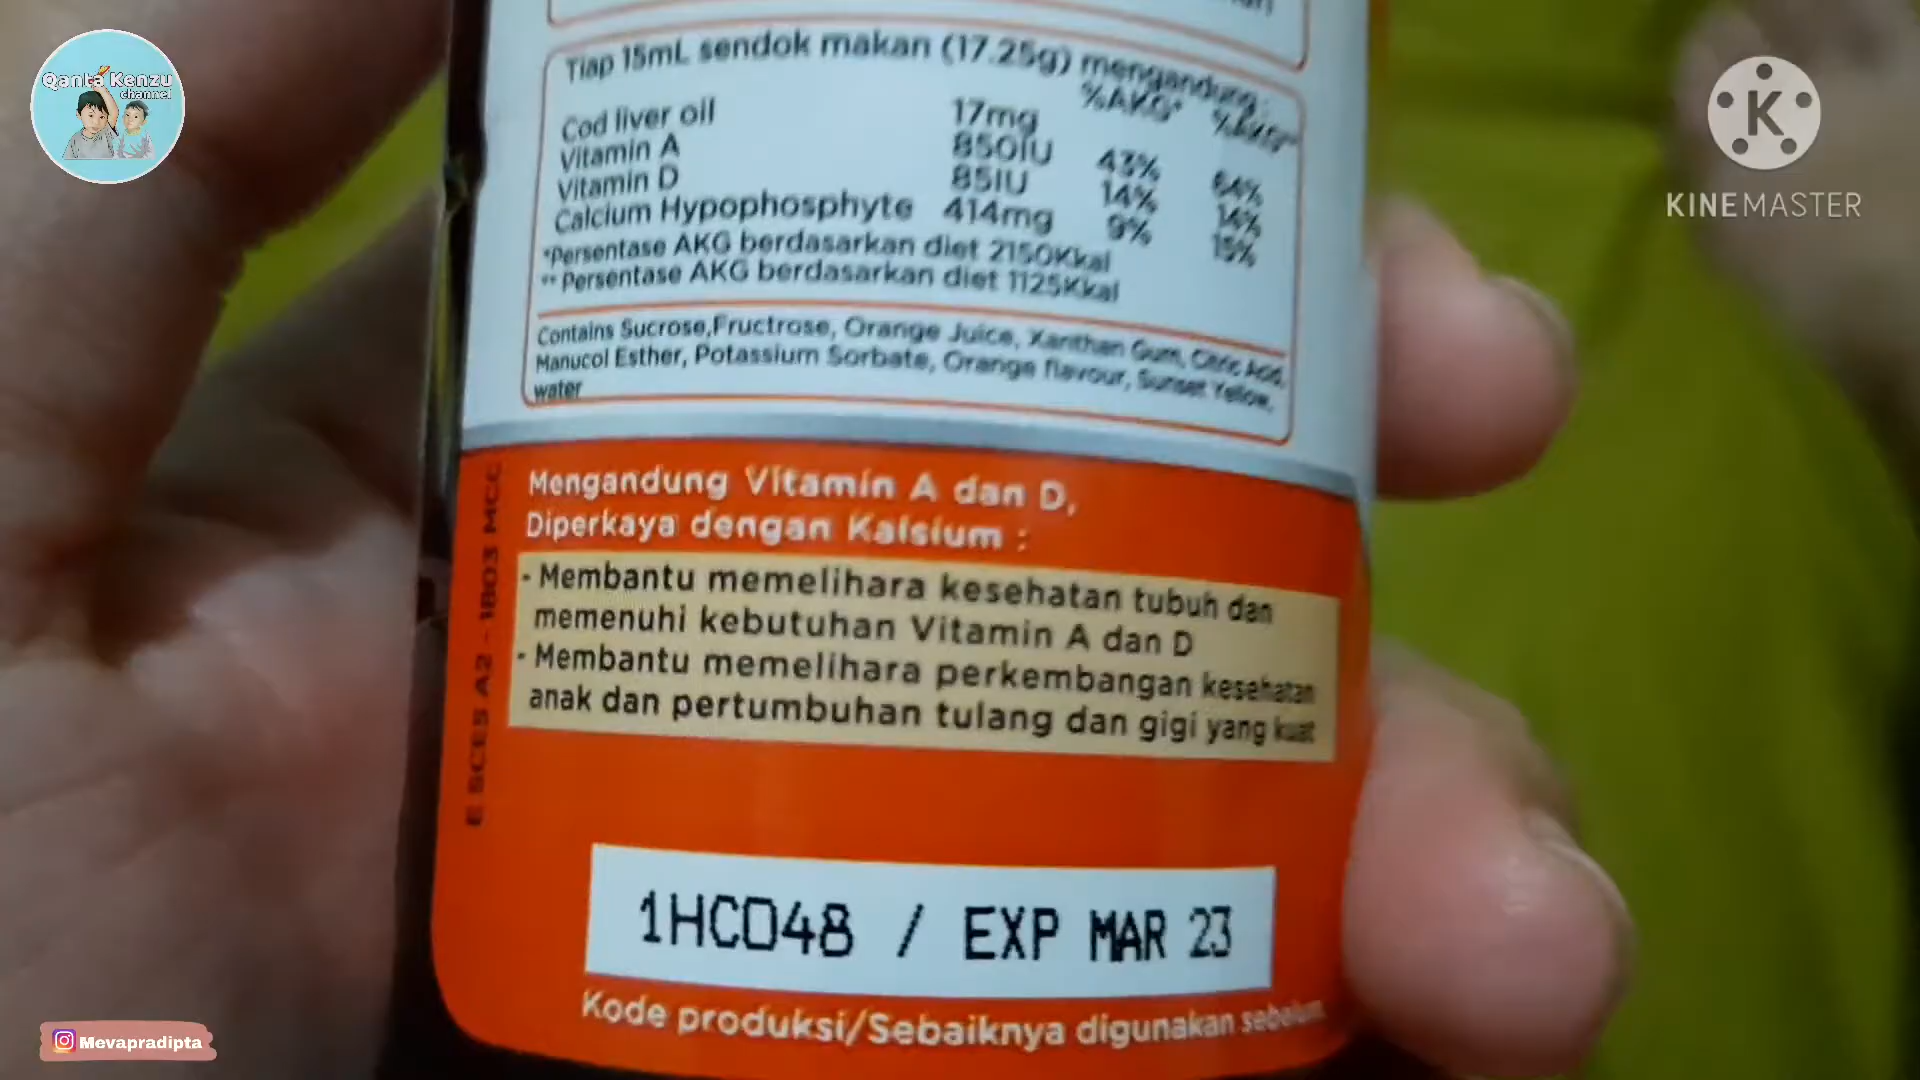 Qanta Kenzu
channel
KINEMASTER
Tiap 15mL sendok makan (17.25g) mengandung:
%AKG* %AKG**
Cod liver oil 17mg
Vitamin A 850IU 43% 64%
Vitamin D 85IU 14% 14%
Calcium Hypophosphyte 414mg 9% 15%
*Persentase AKG berdasarkan diet 2150Kkal
** Persentase AKG berdasarkan diet 1125Kkal
Contains Sucrose,Fructrose, Orange Juice, Xanthan Gum, Citric Acid,
Manucol Esther, Potassium Sorbate, Orange flavour, Sunset Yellow,
water
E SCES A2 - 1803 MCC
Mengandung Vitamin A dan D,
Diperkaya dengan Kalsium :
- Membantu memelihara kesehatan tubuh dan
memenuhi kebutuhan Vitamin A dan D
- Membantu memelihara perkembangan kesehatan
anak dan pertumbuhan tulang dan gigi yang kuat
1HC048 / EXP MAR 23
Kode produksi/Sebaiknya digunakan sebelum
Mevapradipta